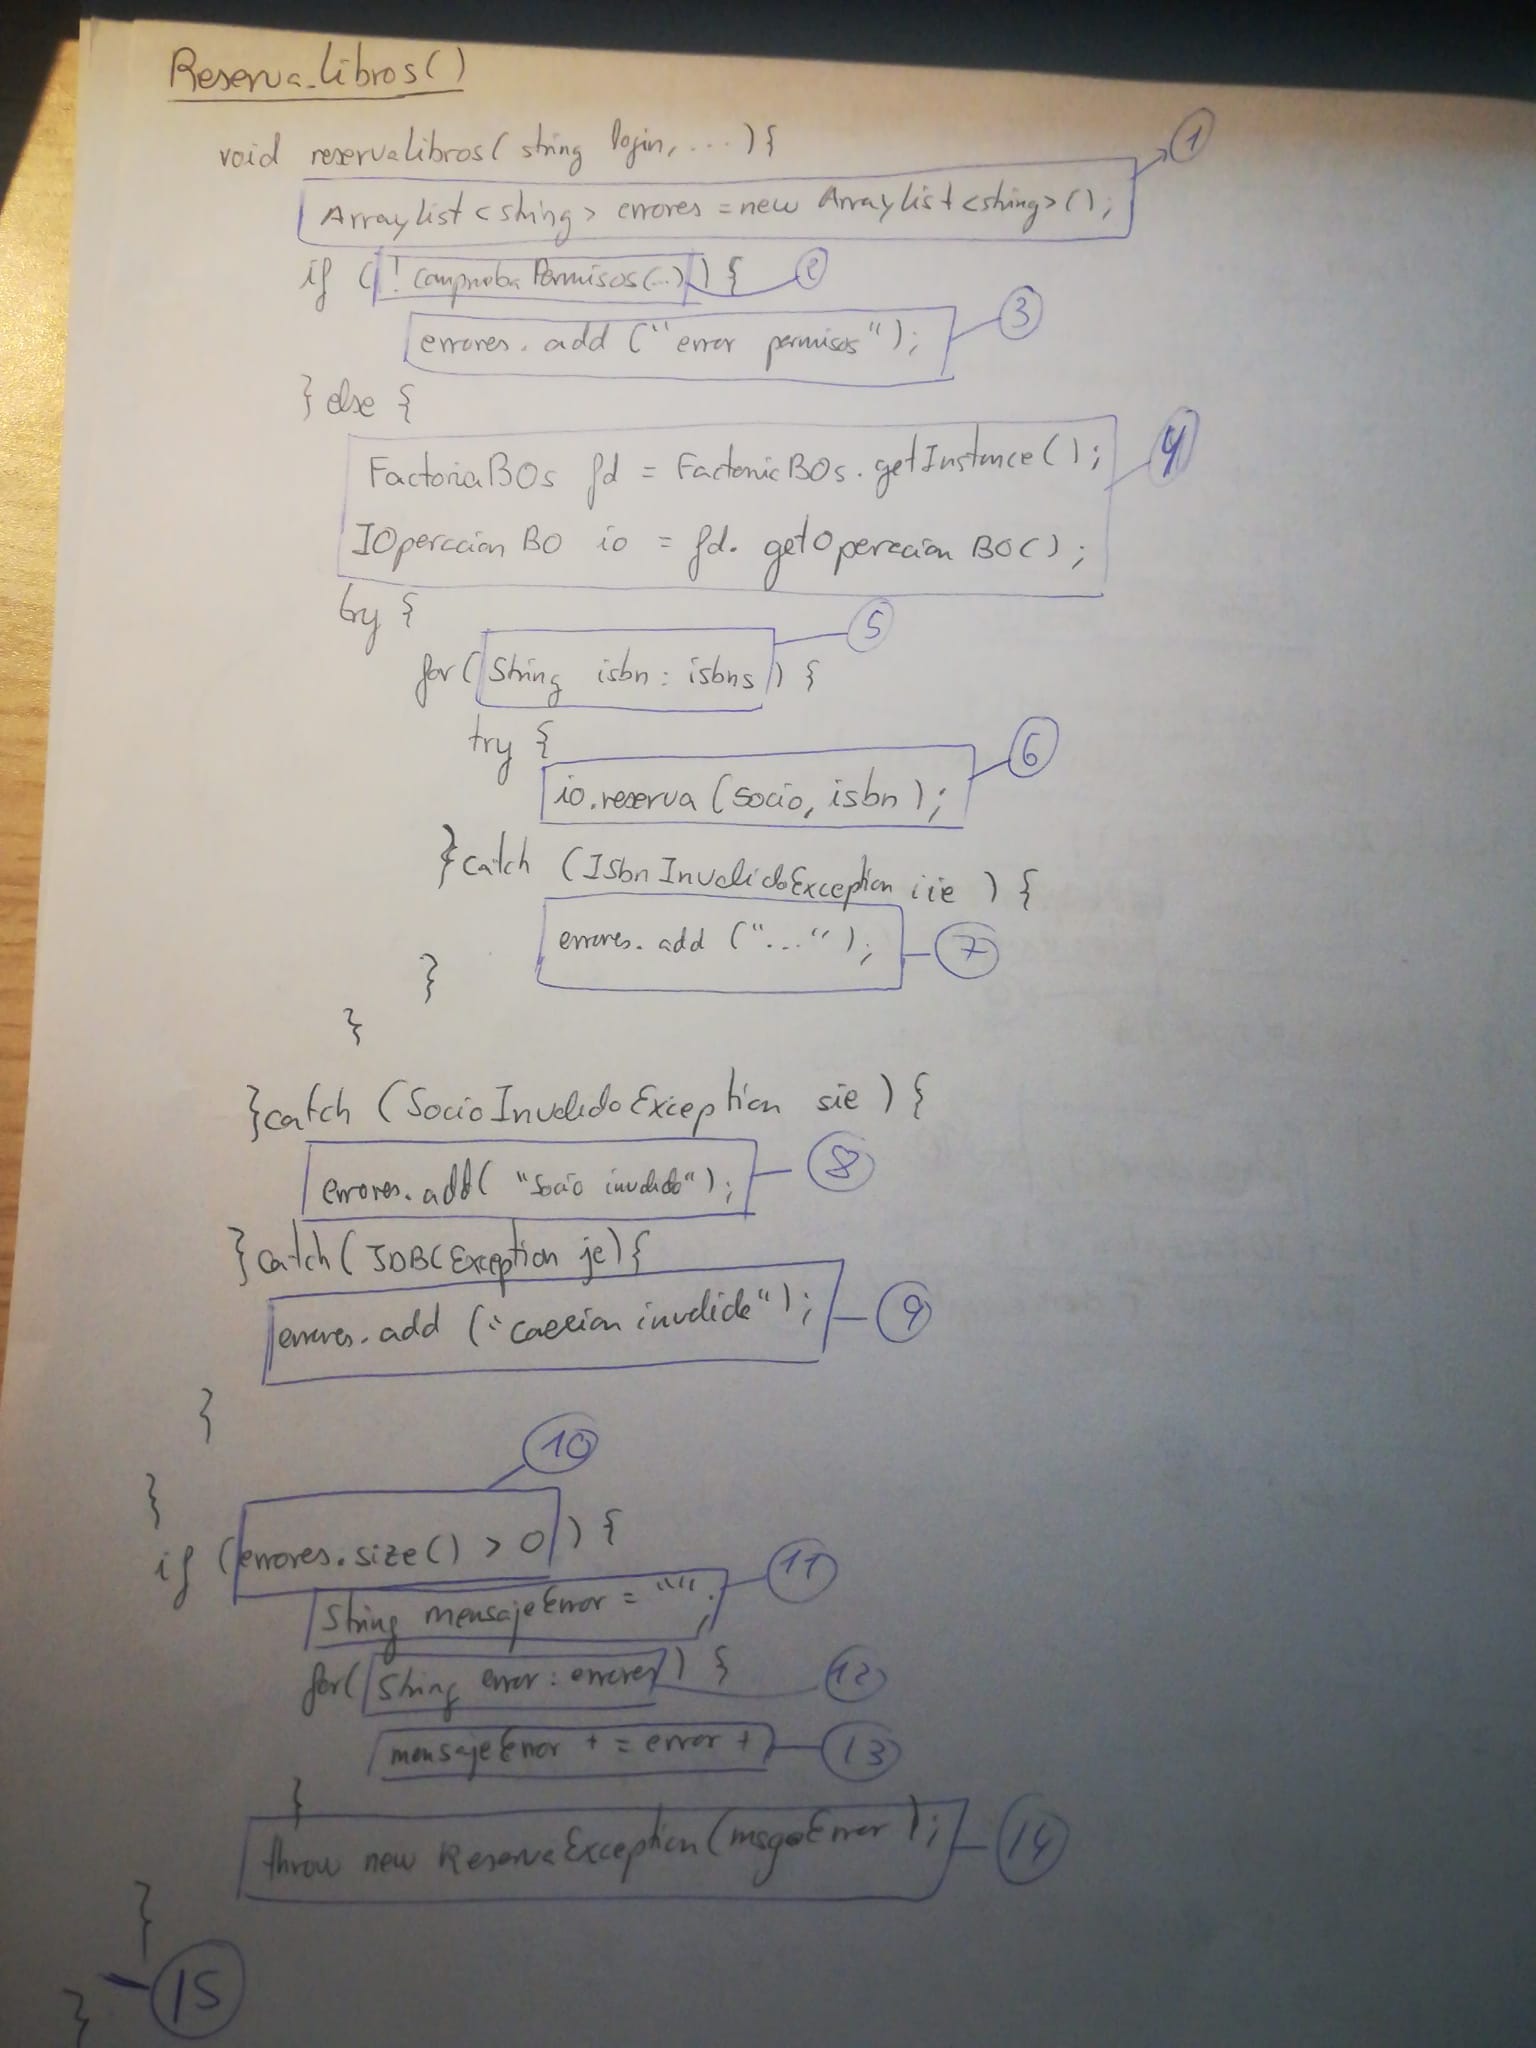 Reserva_libros()
void reservalibros( string login, ....){
1
ArrayList<string> errores = new ArrayList<string>();
if ( ! CompruebaPermisos(...) ) {
2
errores. add ("error permisos");
3
} else {
FactoriaBOs fd = FactoriaBOs. getInstance();
4
IOperacion BO io = fd. getOperacion BO();
try {
for( String isbn : isbns ) {
5
try {
io.reserva (socio, isbn);
6
} catch (ISbnInvalidoException iie ) {
errores. add ("...");
7
}
}
} catch (SocioInvalidoException sie ) {
errores. add( "Socio invalido");
8
} catch( JDBCException je){
errores. add (" invalida");
9
}
}
10
if (errores.size() > 0 ) {
String mensajeError = "";
11
for( String error : errores ) {
12
mensajeError + = error +
13
}
throw new ReservaException( );
14
}
15
}